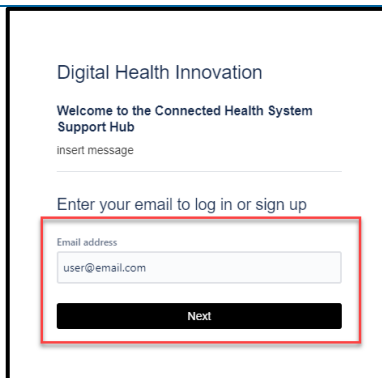 Digital Health Innovation
Welcome to the Connected Health System
Support Hub
insert message
Enter your email to log in or sign up
Email address
user@email.com
Next